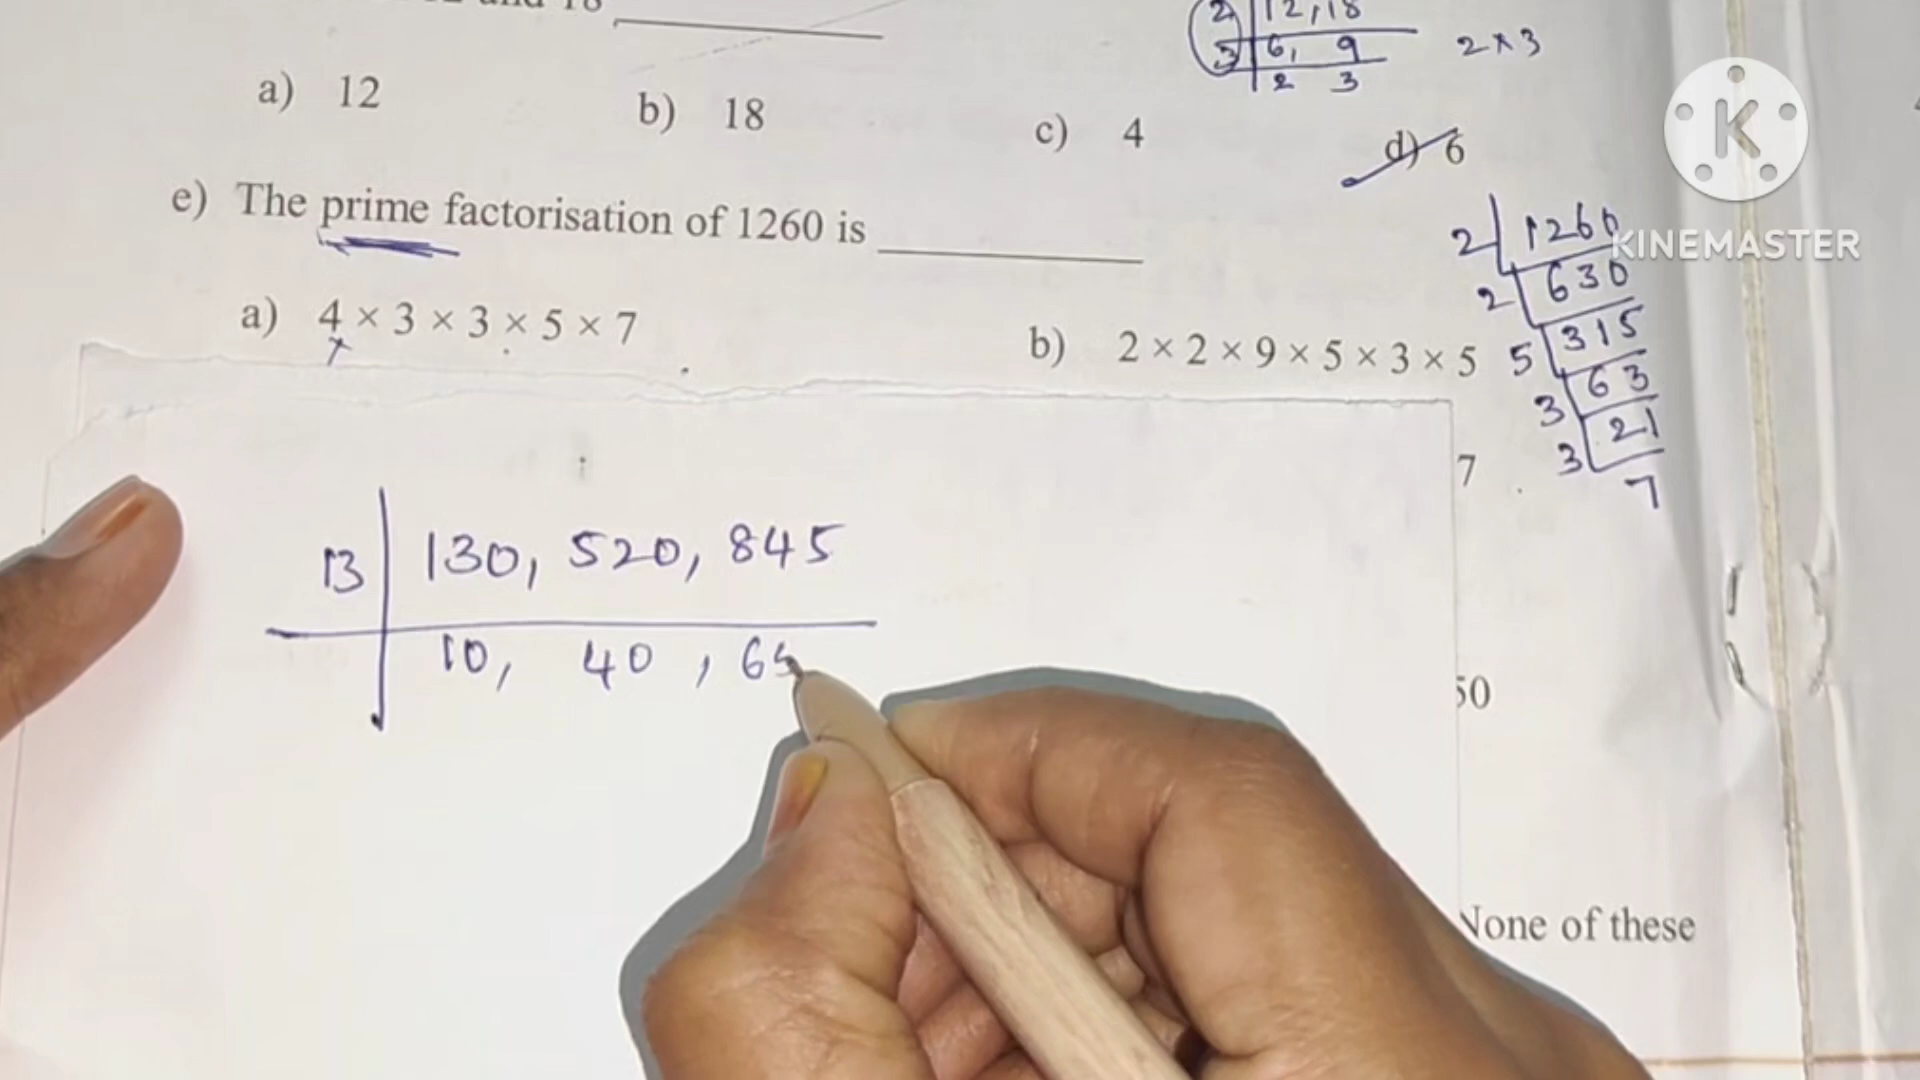 and 18
2 12, 18
3 6, 9 2 × 3
2 3
a) 12 b) 18 c) 4 d) 6
KINEMASTER
e) The prime factorisation of 1260 is
2 1260
2 630
5 315
3 63
3 21
7
a) 4 × 3 × 3 × 5 × 7 b) 2 × 2 × 9 × 5 × 3 × 5
7
13 130, 520, 845
10, 40, 65
50
None of these